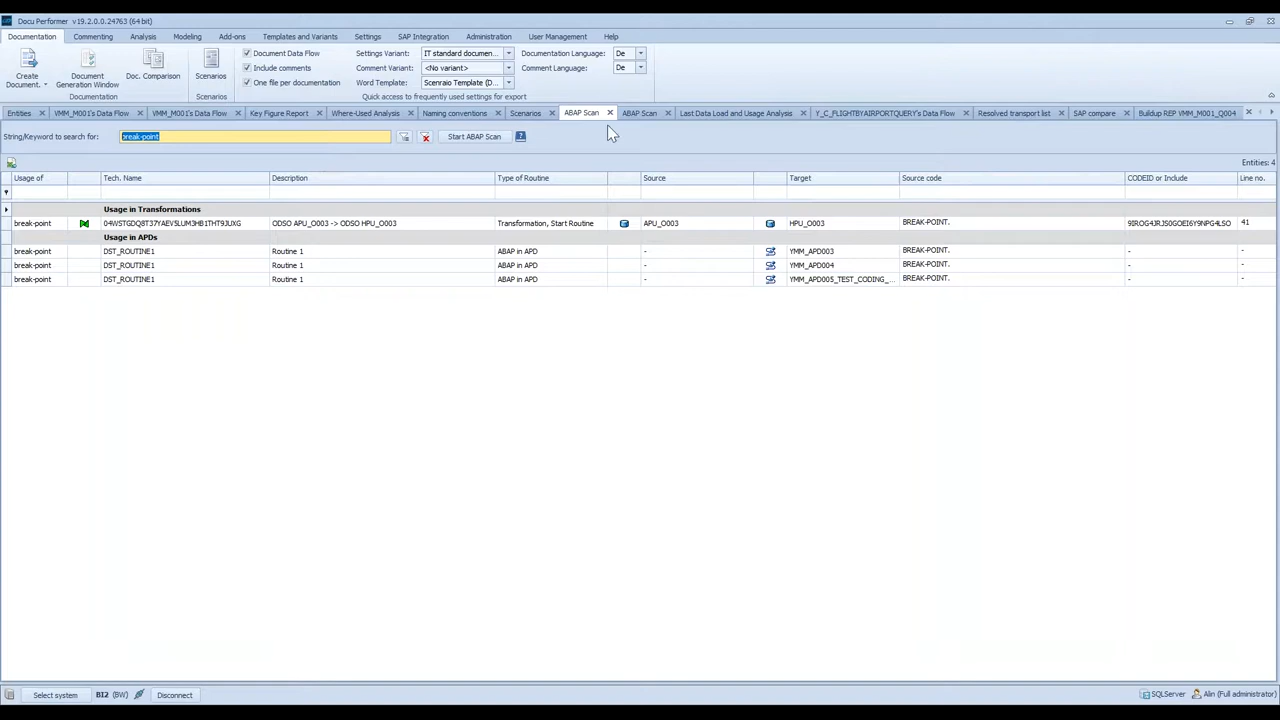 Docu Performer v19.2.0.0.24763 (64 bit)
Documentation Commenting Analysis Modeling Add-ons Templates and Variants Settings SAP Integration Administration User Management Help
Create Document.
Document Generation Window
Doc. Comparison
Documentation
Scenarios
Scenarios
Document Data Flow
Include comments
One file per documentation
Settings Variant: IT standard documen...
Comment Variant: <No variant>
Word Template: Scenraio Template (D...
Documentation Language: De
Comment Language: De
Quick access to frequently used settings for export
Entities VMM_M001's Data Flow VMM_M001's Data Flow Key Figure Report Where-Used Analysis Naming conventions Scenarios ABAP Scan ABAP Scan Last Data Load and Usage Analysis Y_C_FLIGHTBYAIRPORTQUERY's Data Flow Resolved transport list SAP compare Buildup REP VMM_M001_Q004
String/Keyword to search for: break-point Start ABAP Scan
Entities: 4
Usage of Tech. Name Description Type of Routine Source Target Source code CODEID or Include Line no.
Usage in Transformations
break-point ODSO APU_O003 -> ODSO HPU_O003 Transformation, Start Routine APU_O003 HPU_O003 BREAK-POINT. 41
Usage in APDs
break-point DST_ROUTINE1 Routine 1 ABAP in APD - YMM_APD003 BREAK-POINT. - -
break-point DST_ROUTINE1 Routine 1 ABAP in APD - YMM_APD004 BREAK-POINT. - -
break-point DST_ROUTINE1 Routine 1 ABAP in APD - YMM_APD005_TEST_CODING_... BREAK-POINT. - -
Select system BI2 (BW) Disconnect SQLServer Alin (Full administrator)